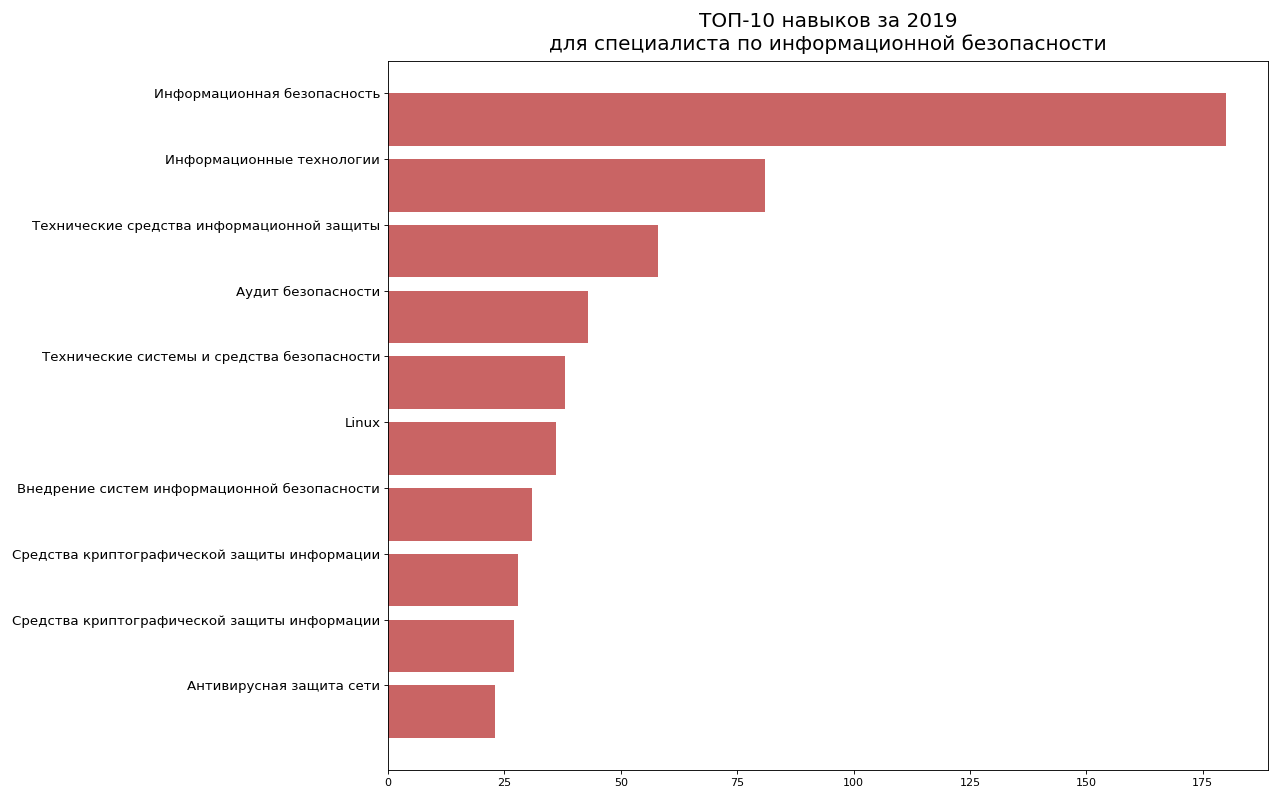 ТОП-10 навыков за 2019
для специалиста по информационной безопасности
Информационная безопасность
Информационные технологии
Технические средства информационной защиты
Аудит безопасности
Технические системы и средства безопасности
Linux
Внедрение систем информационной безопасности
Средства криптографической защиты информации
Средства криптографической защиты информации
Антивирусная защита сети
0 25 50 75 100 125 150 175